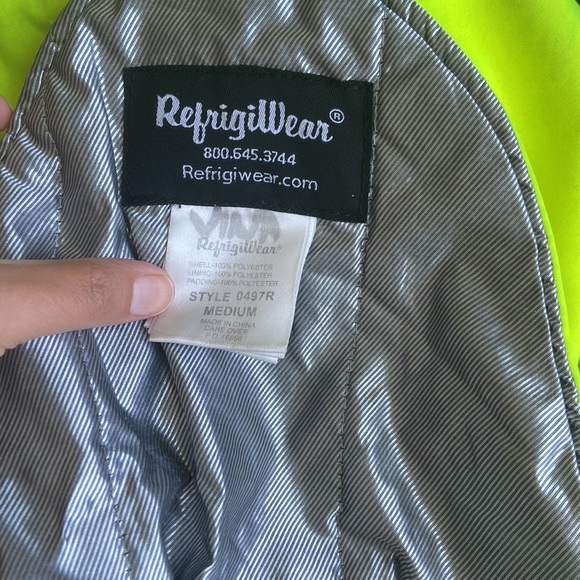 RefrigiWear®
800.645.3744
Refrigiwear.com
RefrigiWear®
SHELL-100% POLYESTER
LINING-100% POLYESTER
PADDING-100% POLYESTER
STYLE 0497R
MEDIUM
MADE IN CHINA
CARE OVER